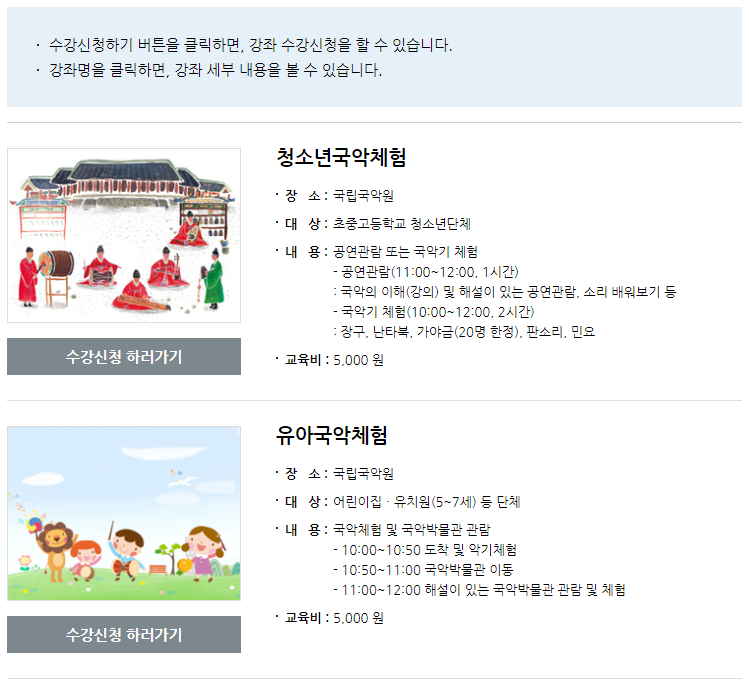 · 수강신청하기 버튼을 클릭하면, 강좌 수강신청을 할 수 있습니다.
· 강좌명을 클릭하면, 강좌 세부 내용을 볼 수 있습니다.
청소년국악체험
· 장 소 : 국립국악원
· 대 상 : 초중고등학교 청소년단체
· 내 용 : 공연관람 또는 국악기 체험
- 공연관람(11:00~12:00, 1시간)
: 국악의 이해(강의) 및 해설이 있는 공연관람, 소리 배워보기 등
- 국악기 체험(10:00~12:00, 2시간)
: 장구, 난타북, 가야금(20명 한정), 판소리, 민요
· 교육비 : 5,000 원
수강신청 하러가기
유아국악체험
· 장 소 : 국립국악원
· 대 상 : 어린이집 · 유치원(5~7세) 등 단체
· 내 용 : 국악체험 및 국악박물관 관람
- 10:00~10:50 도착 및 악기체험
- 10:50~11:00 국악박물관 이동
- 11:00~12:00 해설이 있는 국악박물관 관람 및 체험
· 교육비 : 5,000 원
수강신청 하러가기